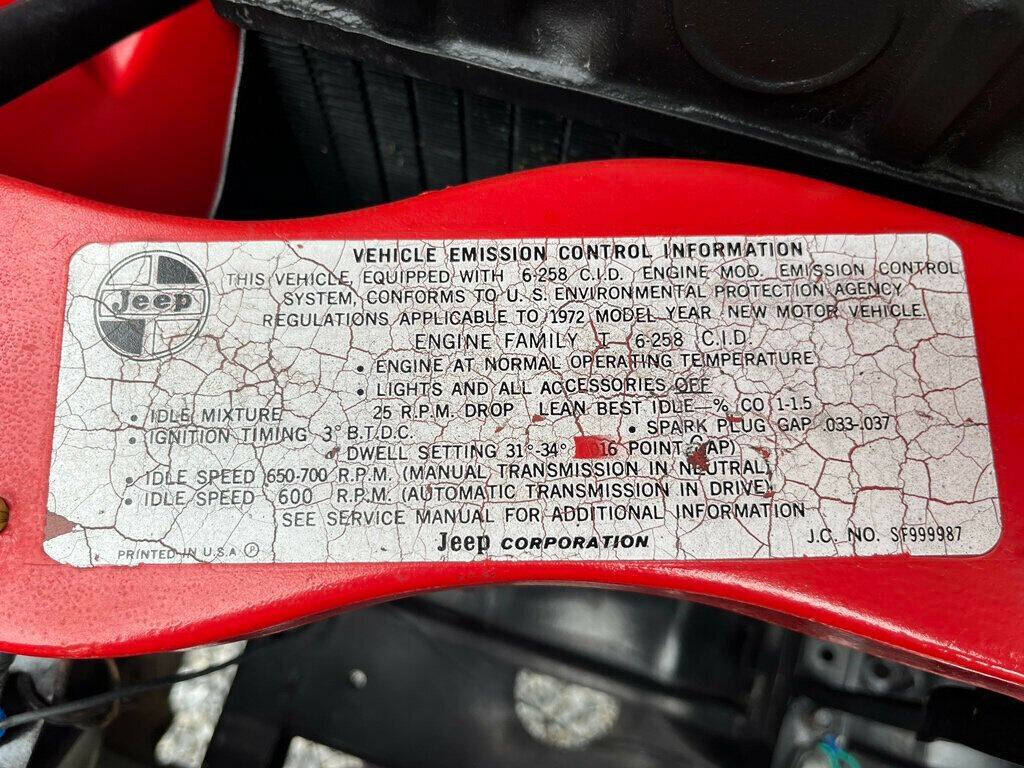 VEHICLE EMISSION CONTROL INFORMATION
Jeep
THIS VEHICLE, EQUIPPED WITH 6-258 C.I.D. ENGINE MOD. EMISSION CONTROL
SYSTEM, CONFORMS TO U. S. ENVIRONMENTAL PROTECTION AGENCY
REGULATIONS APPLICABLE TO 1972 MODEL YEAR NEW MOTOR VEHICLE.
ENGINE FAMILY I 6-258 C.I.D.
• ENGINE AT NORMAL OPERATING TEMPERATURE
• LIGHTS AND ALL ACCESSORIES OFF
• IDLE MIXTURE 25 R.P.M. DROP LEAN BEST IDLE-% CO 1-1.5
• IGNITION TIMING 3° B.T.D.C. • SPARK PLUG GAP .033-.037
• DWELL SETTING 31°-34° 016 POINT GAP)
• IDLE SPEED 650-700 R.P.M. (MANUAL TRANSMISSION IN NEUTRAL)
• IDLE SPEED 600 R.P.M. (AUTOMATIC TRANSMISSION IN DRIVE)
SEE SERVICE MANUAL FOR ADDITIONAL INFORMATION
PRINTED IN U.S.A. Ⓟ Jeep CORPORATION J.C. NO. SF999987